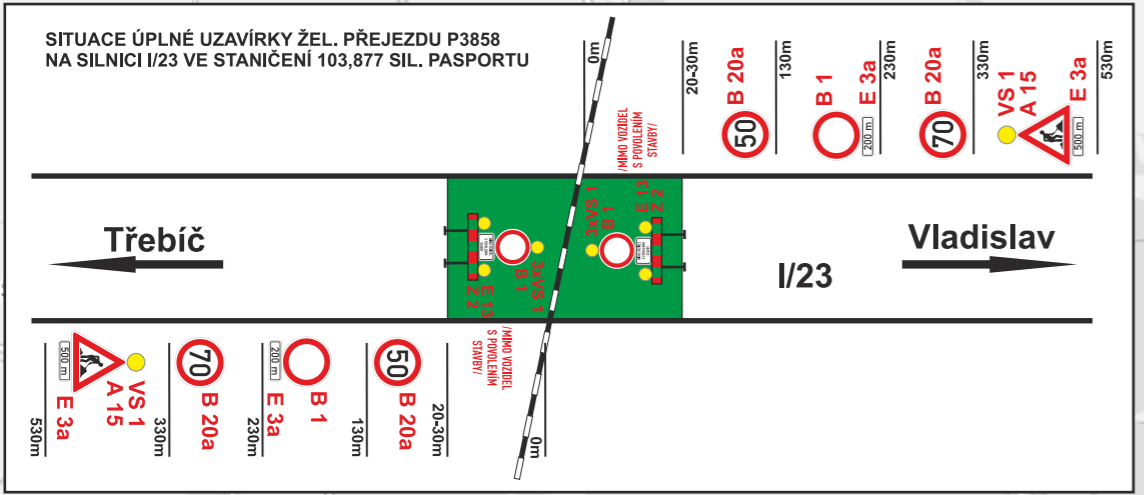 SITUACE ÚPLNÉ UZAVÍRKY ŽEL. PŘEJEZDU P3858
NA SILNICI I/23 VE STANIČENÍ 103,877 SIL. PASPORTU
0m
/MIMO VOZIDEL
S POVOLENÍM
STAVBY/
20-30m
50
B 20a
130m
B 1
200 m
E 3a
230m
70
B 20a
330m
VS 1
A 15
500 m
E 3a
530m
Třebíč
Z 2
E 13
B 1
3xVS 1
3xVS 1
B 1
E 13
Z 2
I/23
Vladislav
530m
500 m
E 3a
A 15
VS 1
330m
70
B 20a
230m
200 m
E 3a
B 1
130m
50
B 20a
20-30m
/MIMO VOZIDEL
S POVOLENÍM
STAVBY/
0m